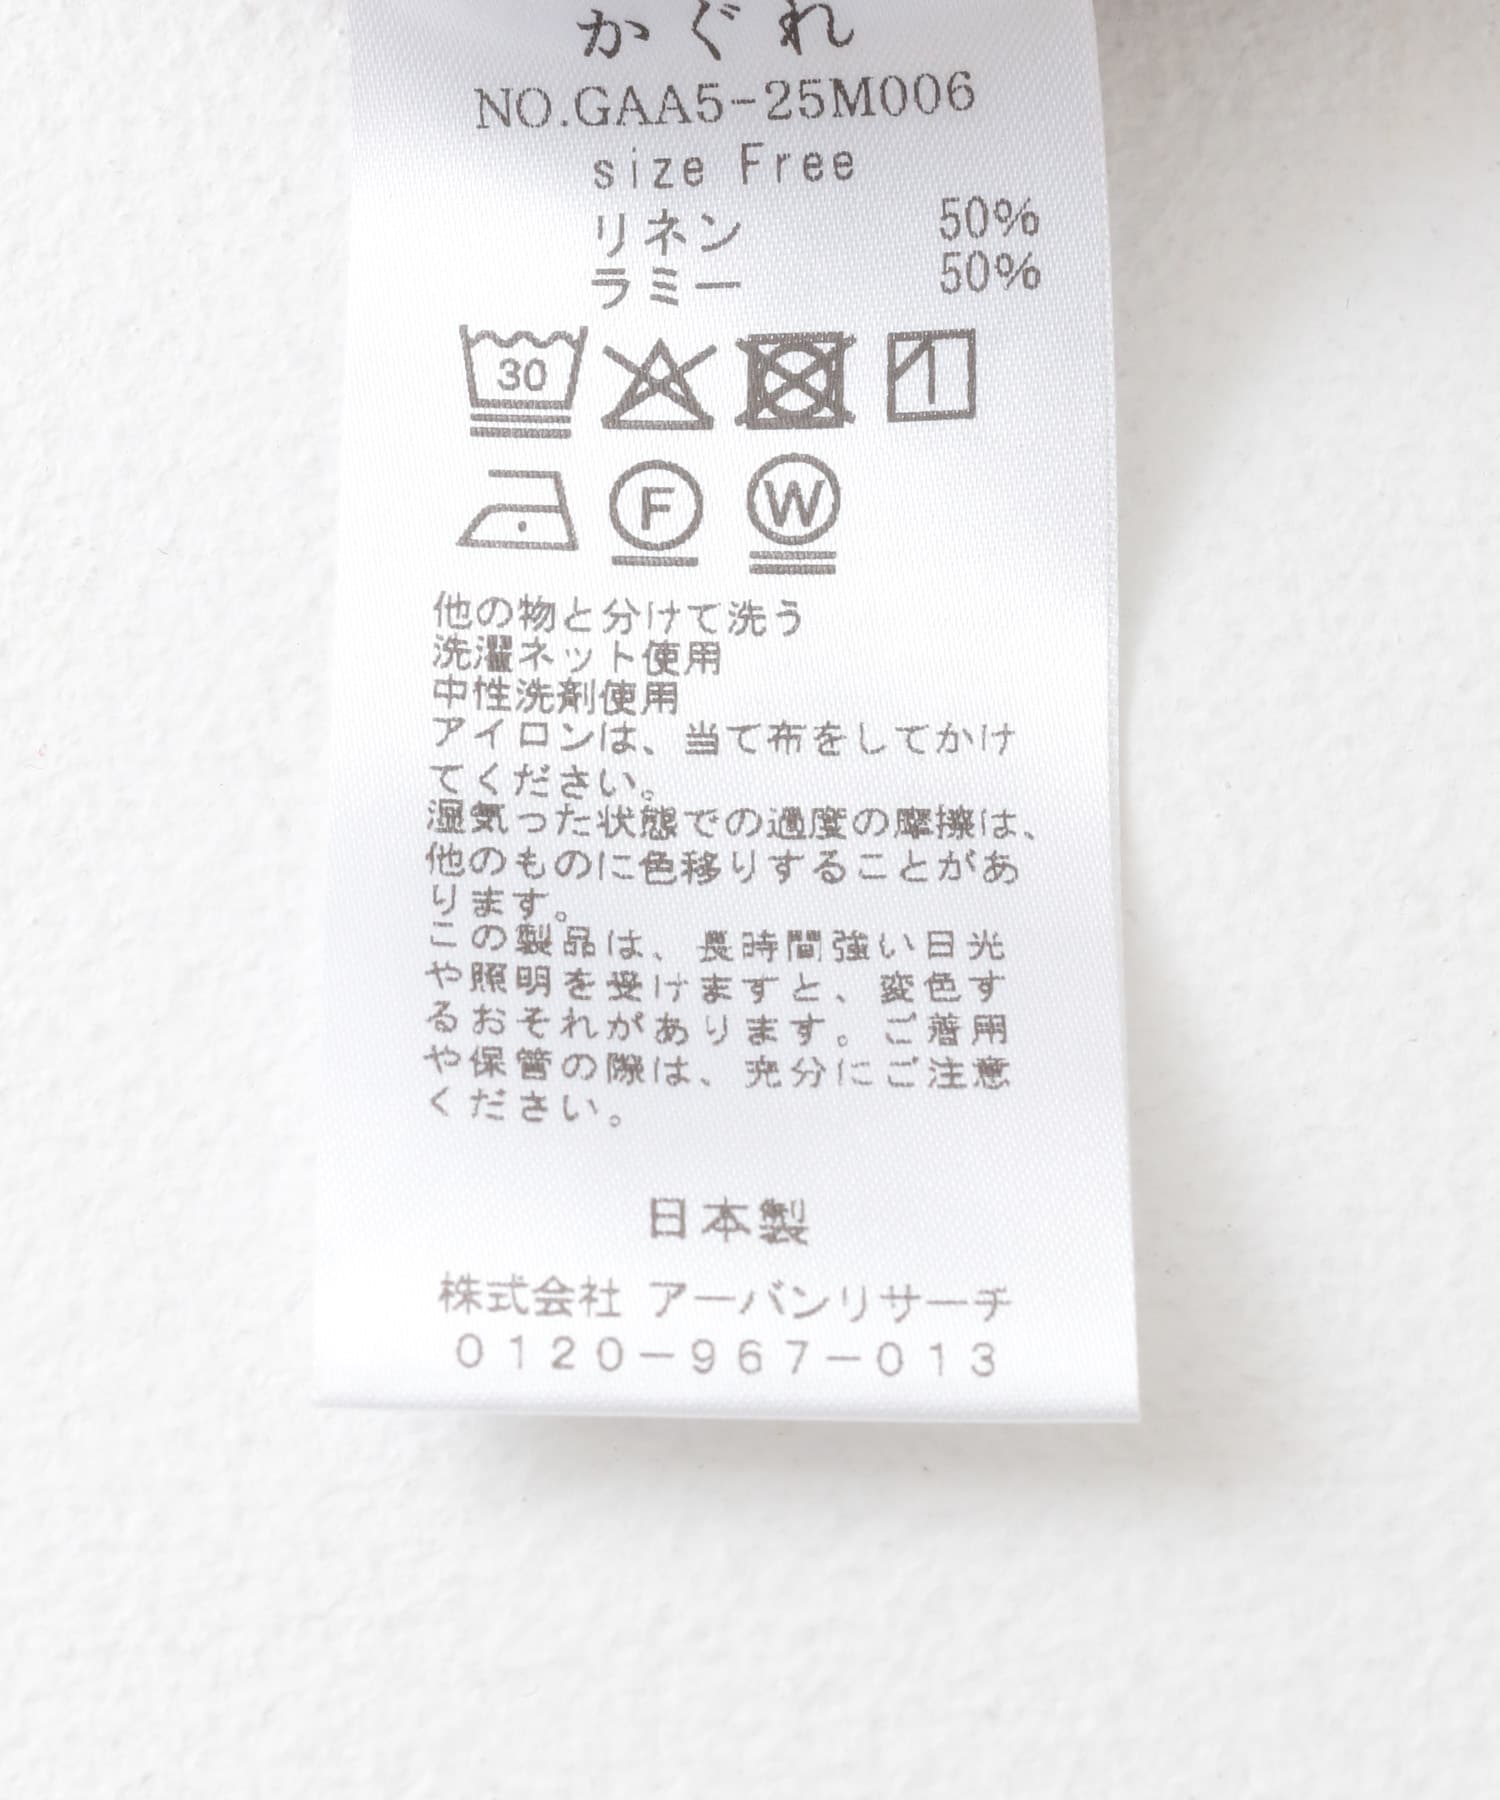 かぐれ
NO.GAA5-25M006
size Free
リネン 50%
ラミー 50%
30
F W
他の物と分けて洗う
洗濯ネット使用
中性洗剤使用
アイロンは、当て布をしてかけ
てください。
湿気った状態での過度の摩擦は、
他のものに色移りすることがあ
ります。
この製品は、長時間強い日光
や照明を受けますと、変色す
るおそれがあります。ご着用
や保管の際は、充分にご注意
ください。
日本製
株式会社 アーバンリサーチ
0120-967-013